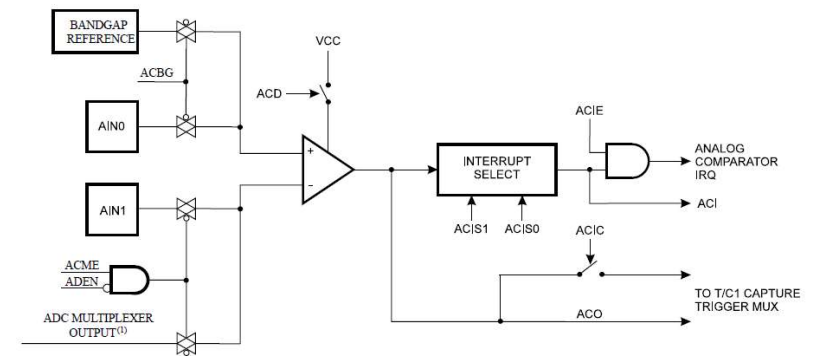 BANDGAP
REFERENCE
ACBG
AIN0
AIN1
ACME
ADEN
ADC MULTIPLEXER
OUTPUT(1)
VCC
ACD
+
-
INTERRUPT
SELECT
ACIS1 ACIS0
ACIE
ANALOG
COMPARATOR
IRQ
ACI
ACIC
ACO
TO T/C1 CAPTURE
TRIGGER MUX